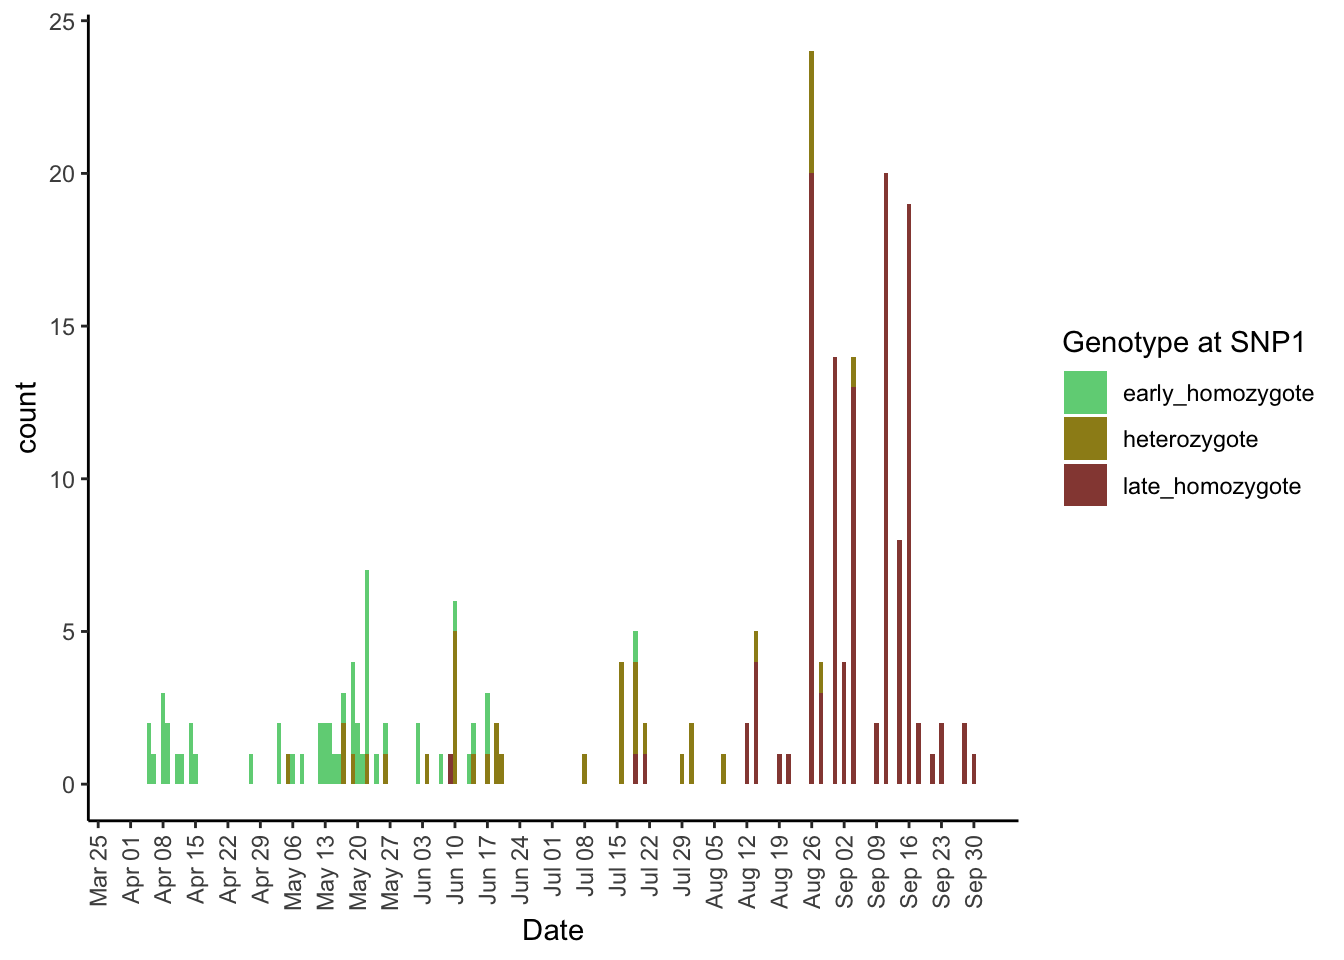 25
20
15
10
5
0
count
Mar 25
Apr 01
Apr 08
Apr 15
Apr 22
Apr 29
May 06
May 13
May 20
May 27
Jun 03
Jun 10
Jun 17
Jun 24
Jul 01
Jul 08
Jul 15
Jul 22
Jul 29
Aug 05
Aug 12
Aug 19
Aug 26
Sep 02
Sep 09
Sep 16
Sep 23
Sep 30
Date
Genotype at SNP1
early_homozygote
heterozygote
late_homozygote